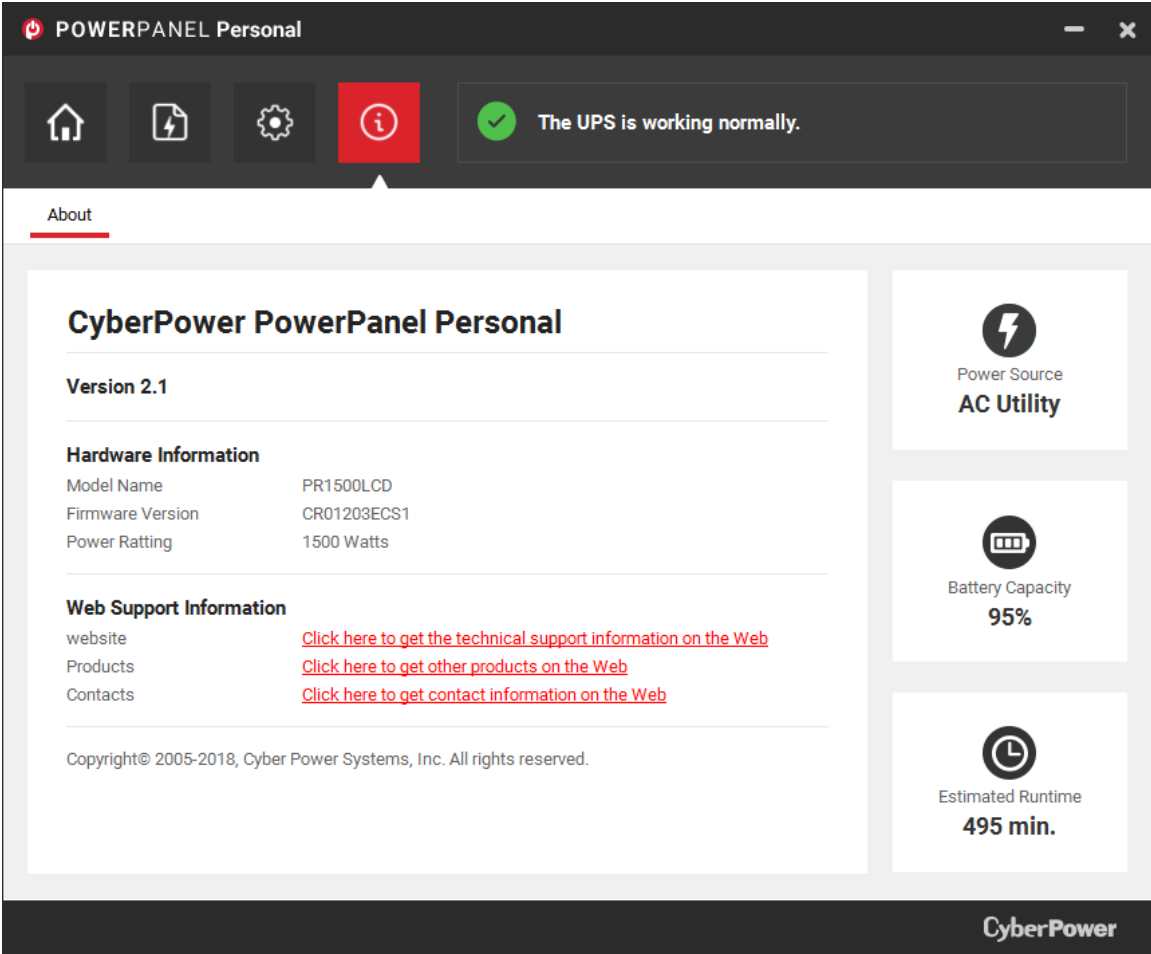 POWERPANEL Personal
The UPS is working normally.
About
CyberPower PowerPanel Personal
Version 2.1
Hardware Information
Model Name PR1500LCD
Firmware Version CR01203ECS1
Power Ratting 1500 Watts
Web Support Information
website Click here to get the technical support information on the Web
Products Click here to get other products on the Web
Contacts Click here to get contact information on the Web
Copyright© 2005-2018, Cyber Power Systems, Inc. All rights reserved.
Power Source
AC Utility
Battery Capacity
95%
Estimated Runtime
495 min.
CyberPower